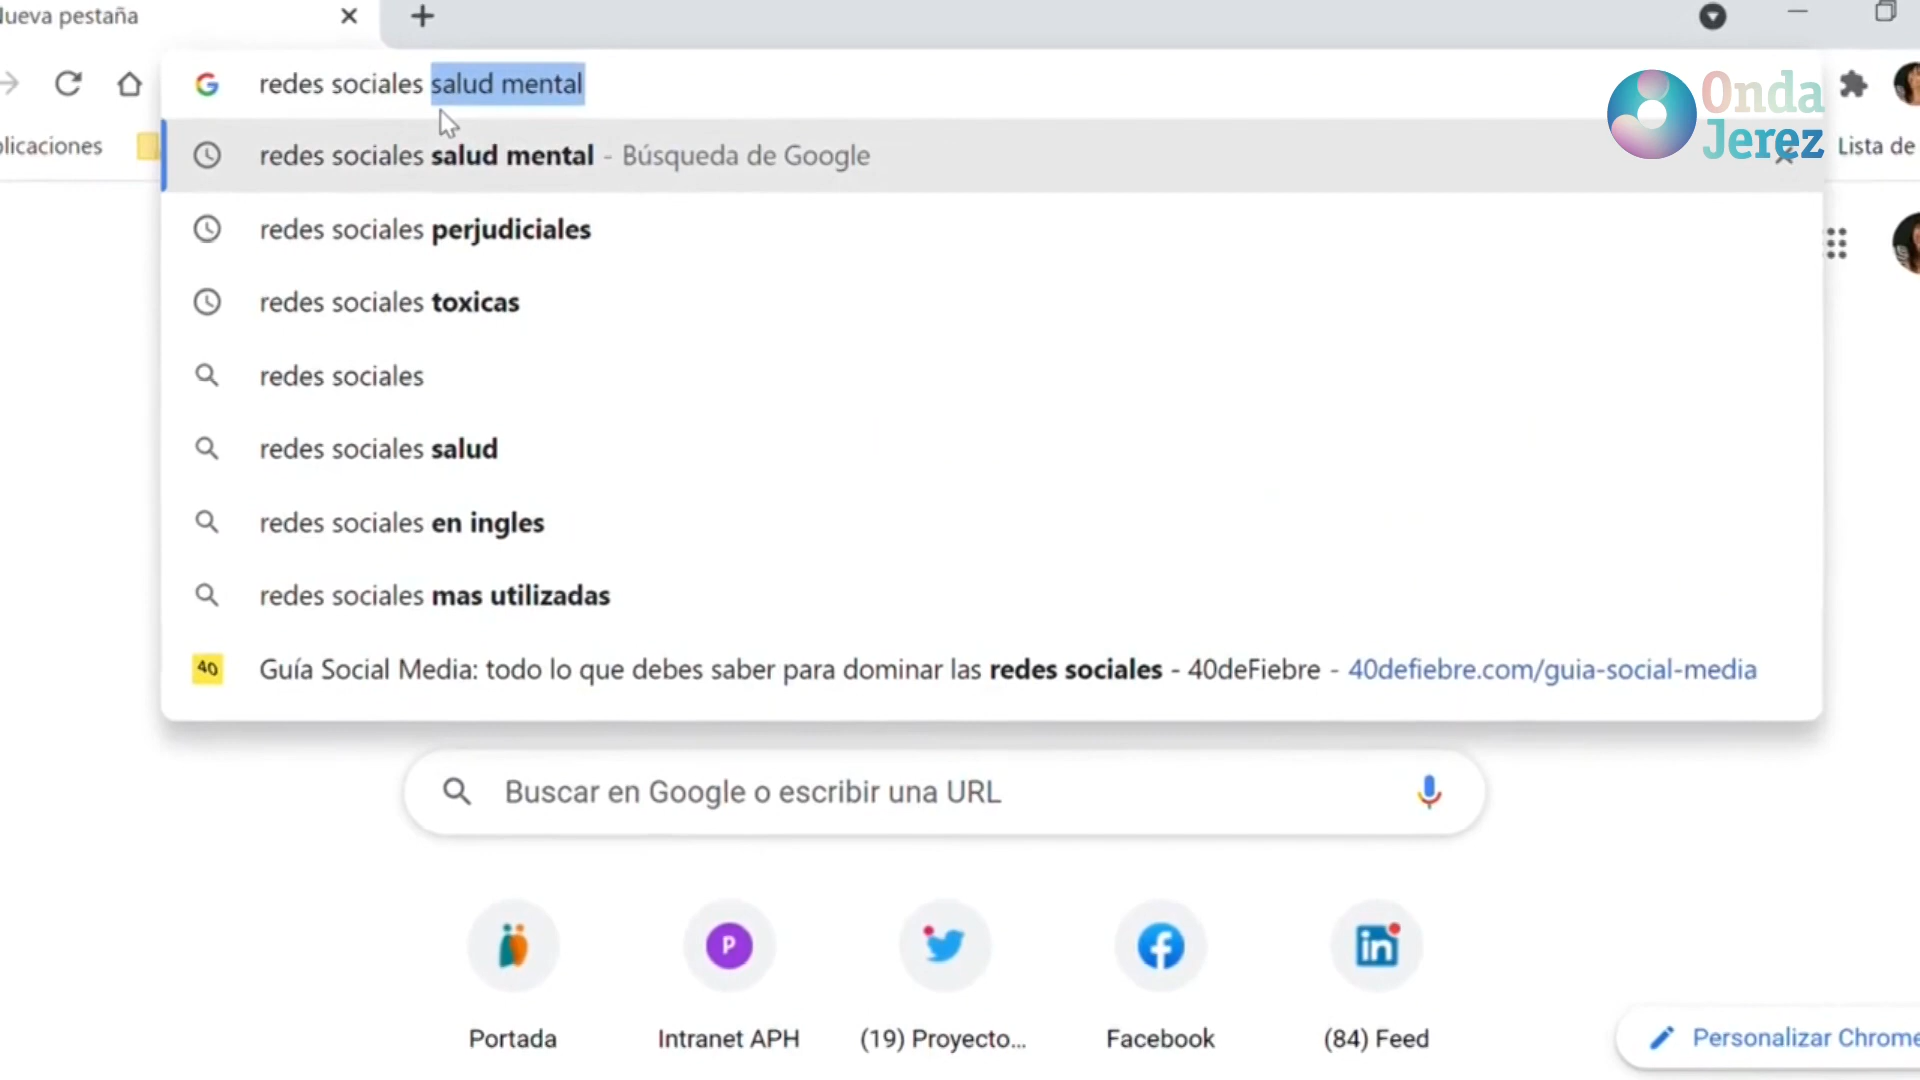 ueva pestaña
redes sociales salud mental
Onda
Jerez
licaciones
Lista de
redes sociales salud mental - Búsqueda de Google
redes sociales perjudiciales
redes sociales toxicas
redes sociales
redes sociales salud
redes sociales en ingles
redes sociales mas utilizadas
40 Guía Social Media: todo lo que debes saber para dominar las redes sociales - 40deFiebre - 40defiebre.com/guia-social-media
Buscar en Google o escribir una URL
P
in
Portada
Intranet APH
(19) Proyecto...
Facebook
(84) Feed
Personalizar Chrome